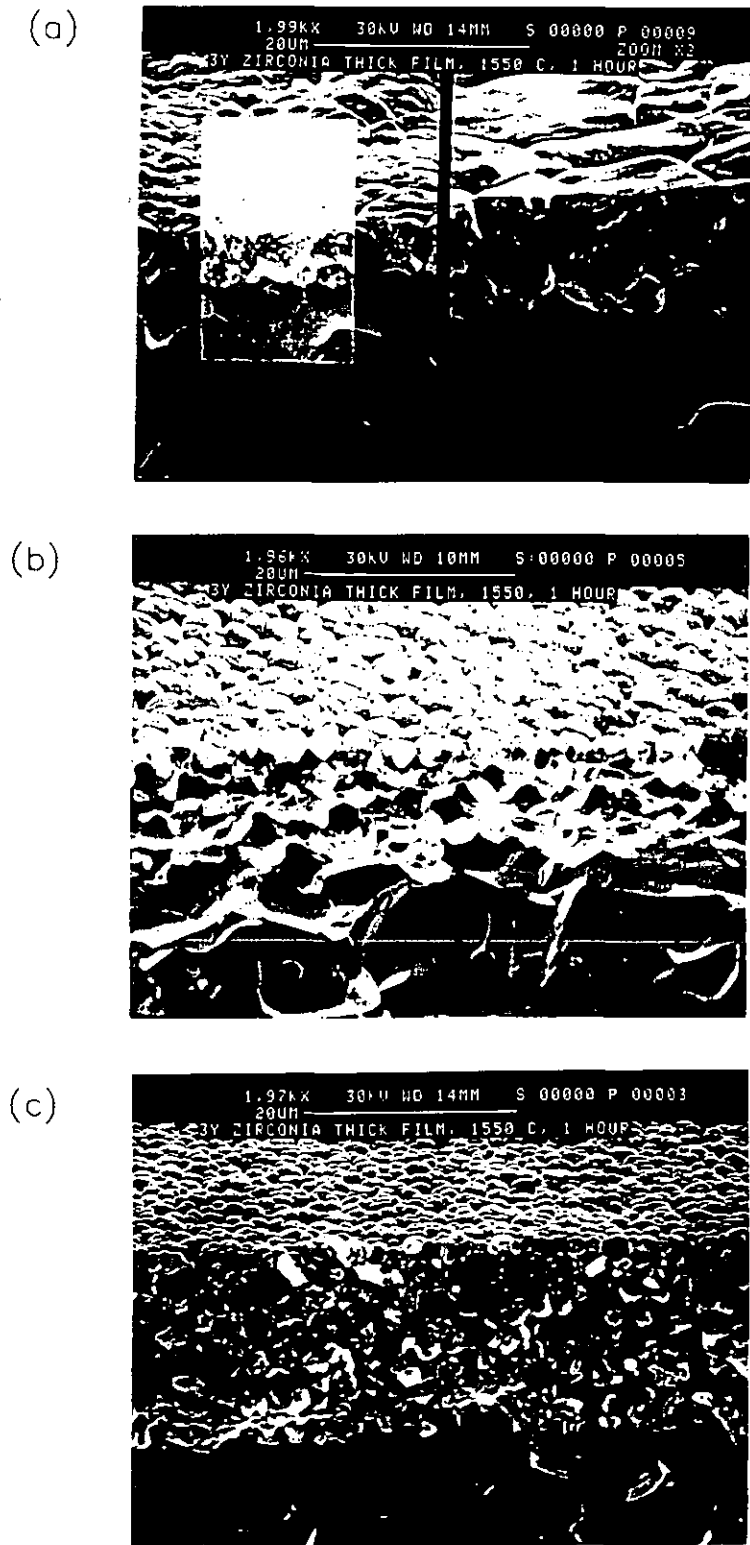 (a)
1.99KX 30KV WD 14MM S 00000 P 00009
20UM ZOOM X2
3Y ZIRCONIA THICK FILM, 1550 C, 1 HOUR
(b)
1.96KX 30KV WD 10MM S:00000 P 00005
20UM
3Y ZIRCONIA THICK FILM, 1550, 1 HOUR
(c)
1.97KX 30KV WD 14MM S 00000 P 00003
20UM
3Y ZIRCONIA THICK FILM, 1550 C, 1 HOUR